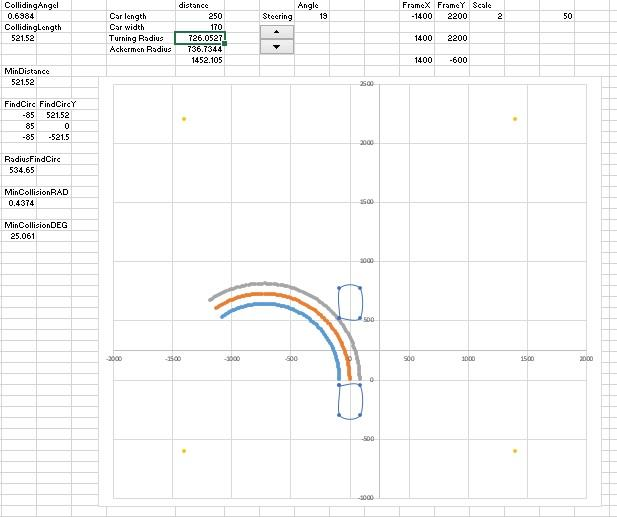 CollidingAngel distance Angle FrameX FrameY Scale
0.6984 Car length 250 Steering 19 -1400 2200 2 50
CollidingLength Car width 170
521.52 Turning Radius 726.0527 1400 2200
Ackermen Radius 736.7344
1452.105 1400 -600
MinDistance
521.52
FindCirc FindCircY
-85 521.52
85 0
-85 -521.5
RadiusFindCirc
534.65
MinCollisionRAD
0.4374
MinCollisionDEG
25.061
2500
2000
1500
1000
500
-2000 -1500 -1000 -500 0 500 1000 1500 2000
0
-500
-1000